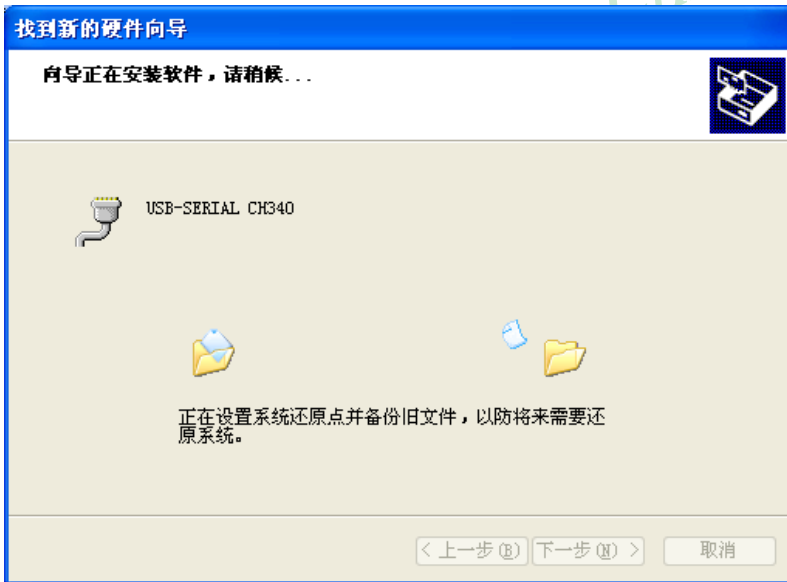 找到新的硬件向导
向导正在安装软件，请稍候...
USB-SERIAL CH340
正在设置系统还原点并备份旧文件，以防将来需要还
原系统。
< 上一步(B) 下一步(N) > 取消